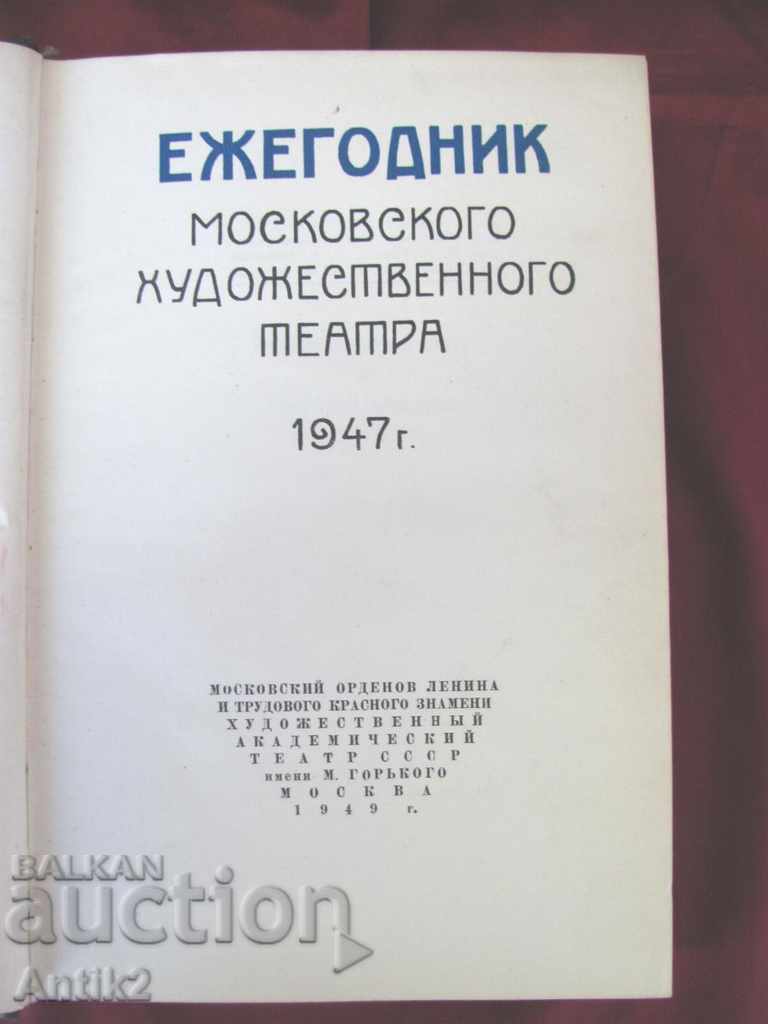 ЕЖЕГОДНИК
МОСКОВСКОГО
ХУДОЖЕСТВЕННОГО
ТЕАТРА
1947 г.
МОСКОВСКИЙ ОРДЕНОВ ЛЕНИНА
И ТРУДОВОГО КРАСНОГО ЗНАМЕНИ
ХУДОЖЕСТВЕННЫЙ
АКАДЕМИЧЕСКИЙ
ТЕАТР СССР
имени М. ГОРЬКОГО
МОСКВА
1949 г.
BALKAN
auction
Antik2